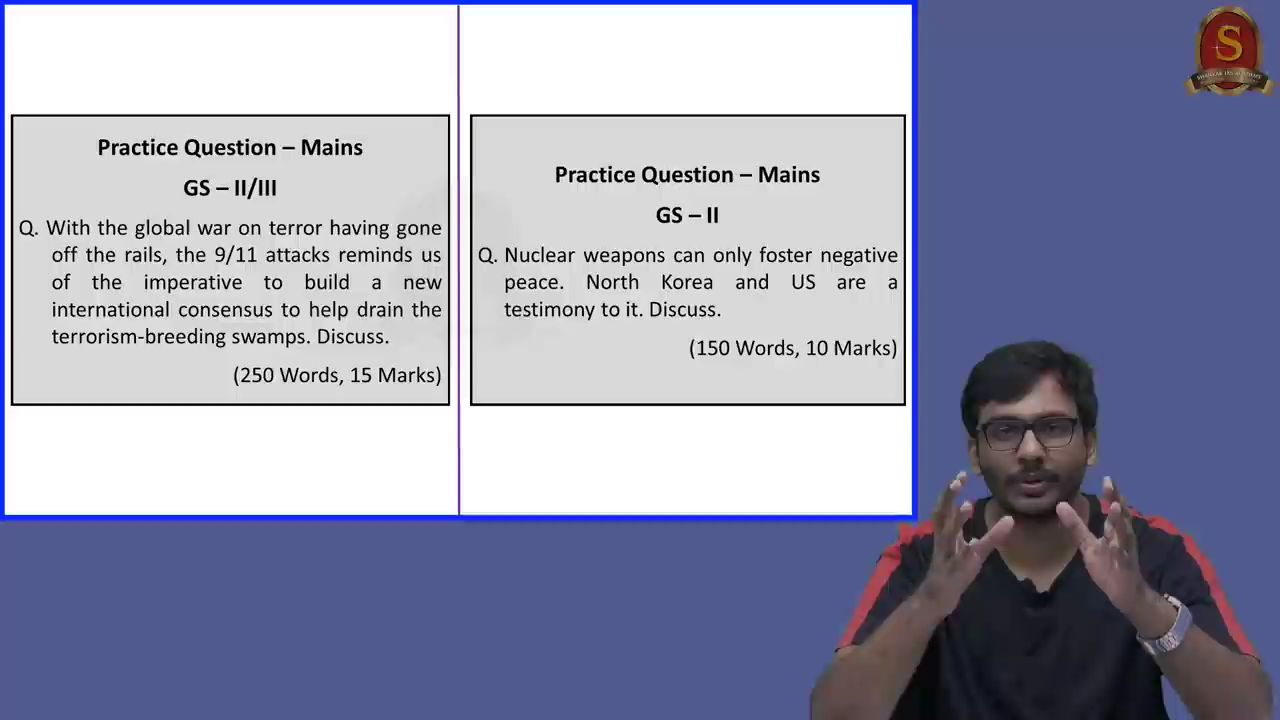 Practice Question – Mains
GS – II/III
Q. With the global war on terror having gone
off the rails, the 9/11 attacks reminds us
of the imperative to build a new
international consensus to help drain the
terrorism-breeding swamps. Discuss.
(250 Words, 15 Marks)
Practice Question – Mains
GS – II
Q. Nuclear weapons can only foster negative
peace. North Korea and US are a
testimony to it. Discuss.
(150 Words, 10 Marks)
S
SHANKAR IAS ACADEMY